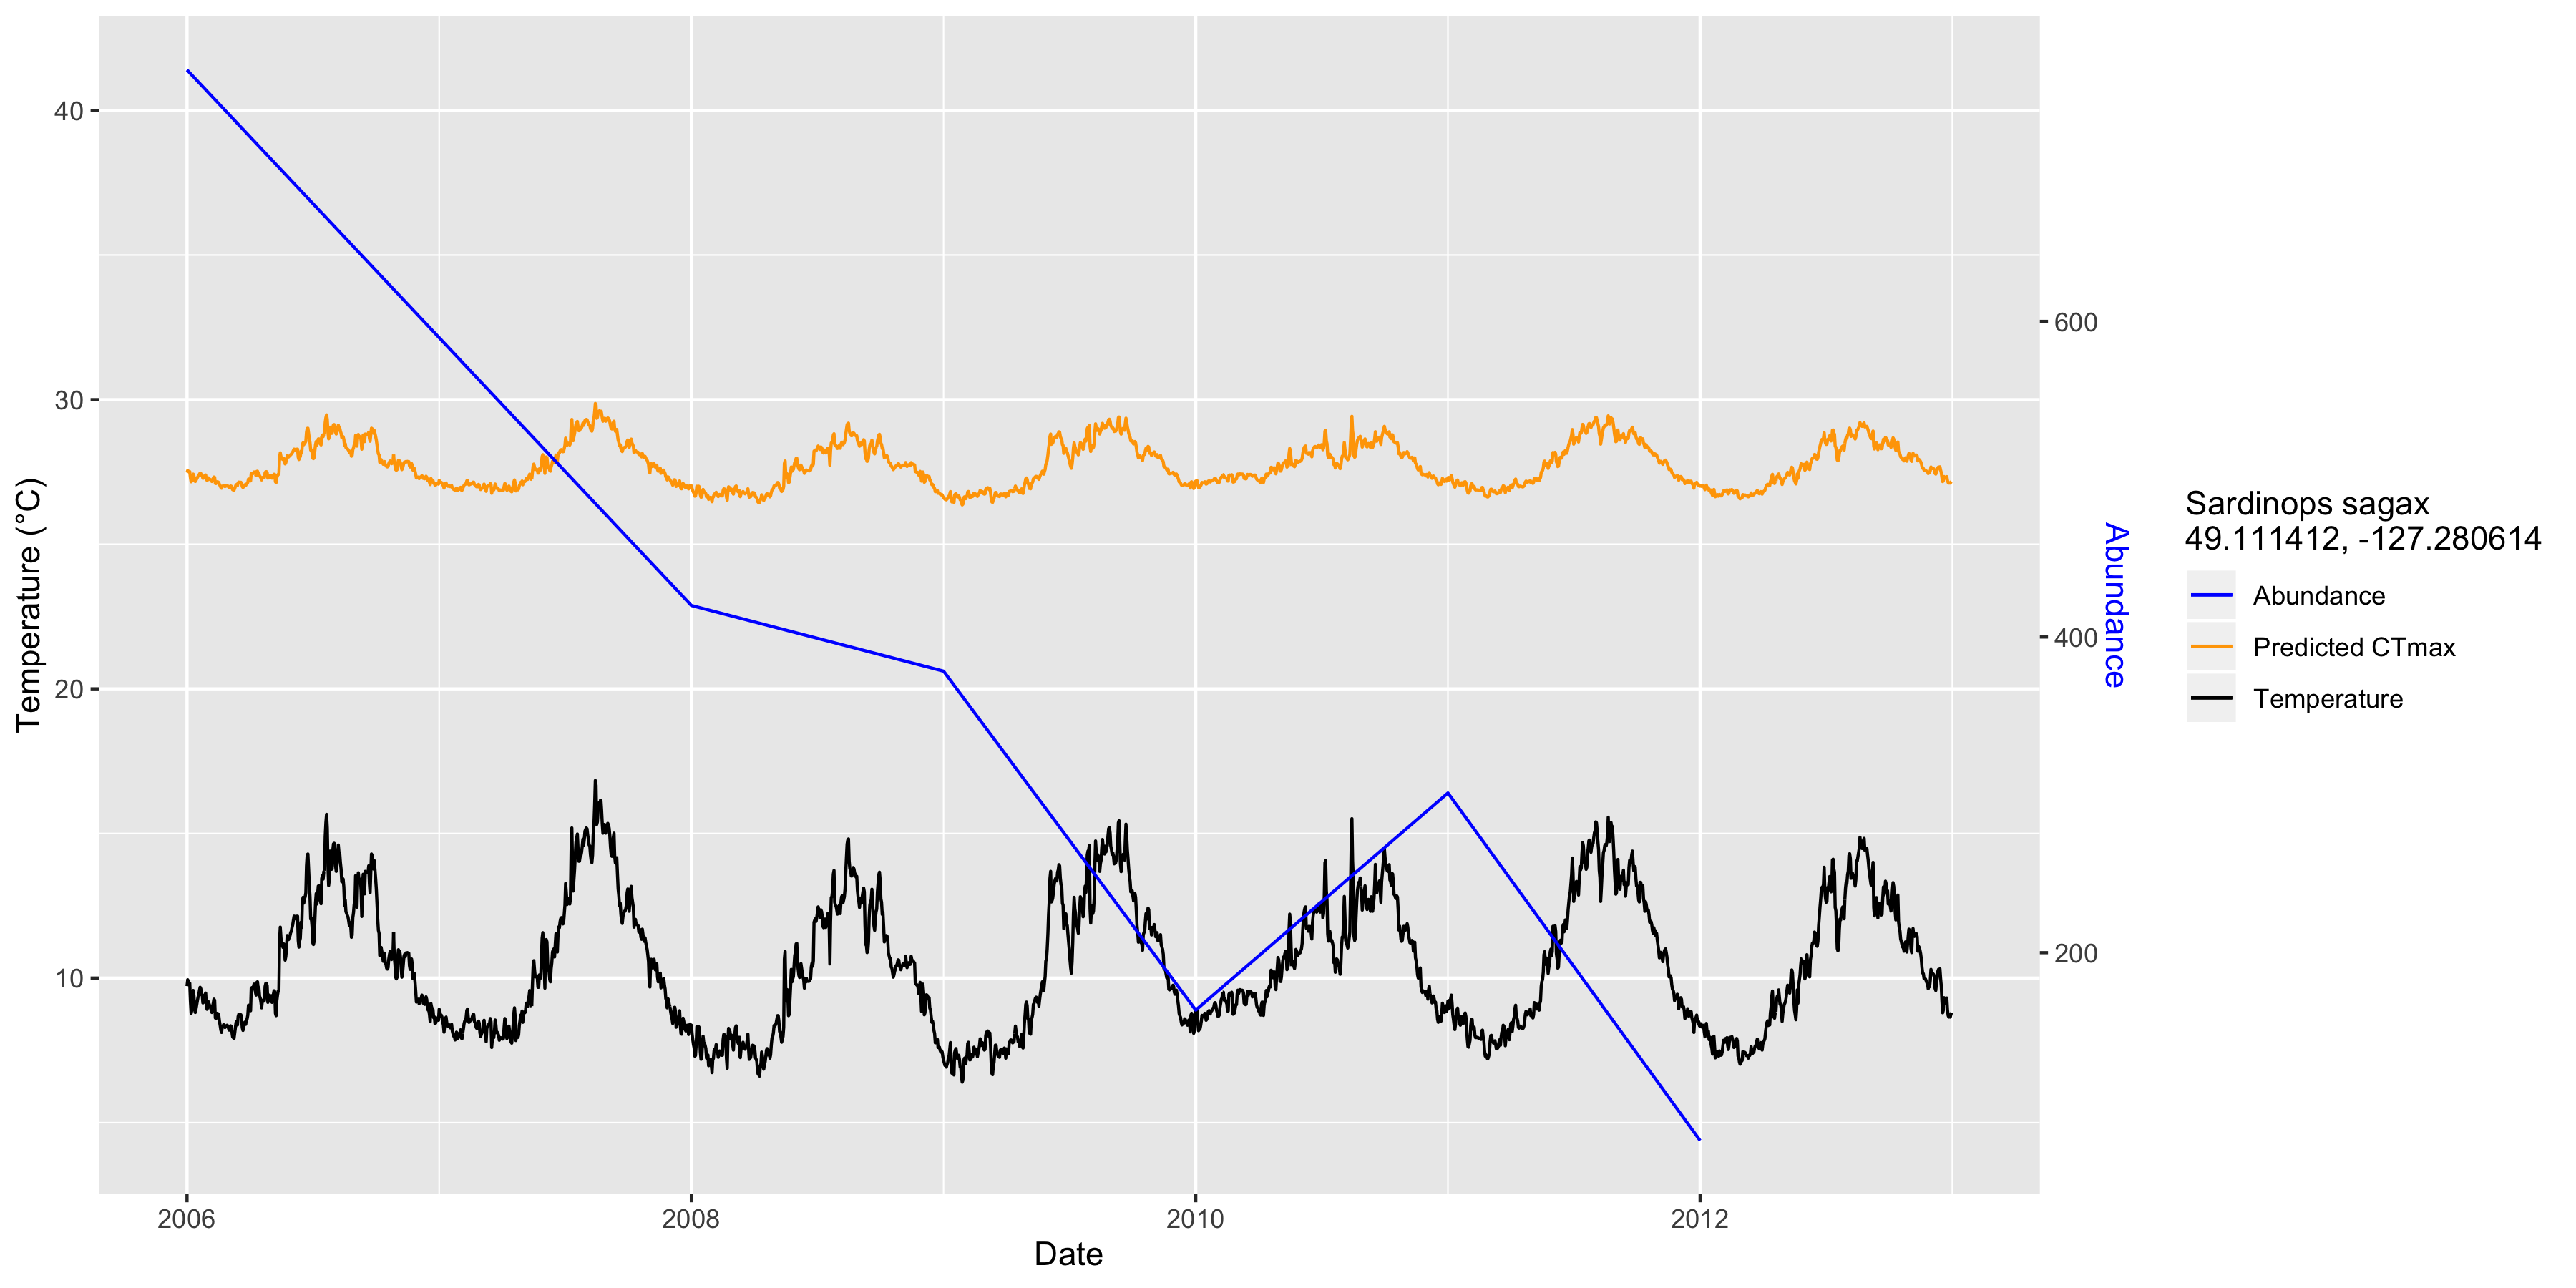 Temperature (°C)
40
30
20
10
2006
2008
2010
2012
Date
600
400
200
Abundance
Sardinops sagax
49.111412, -127.280614
Abundance
Predicted CTmax
Temperature